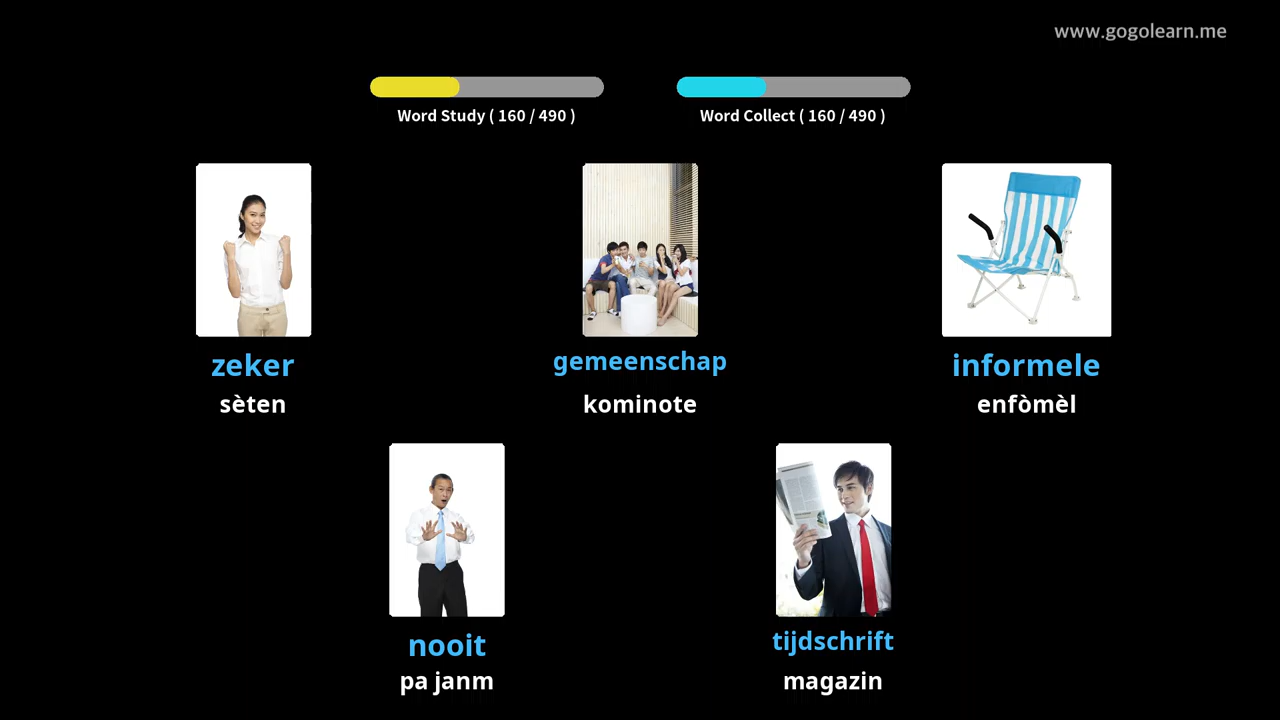 www.gogolearn.me
Word Study ( 160 / 490 )
Word Collect ( 160 / 490 )
zeker
sèten
gemeenschap
kominote
informele
enfòmèl
nooit
pa janm
tijdschrift
magazin